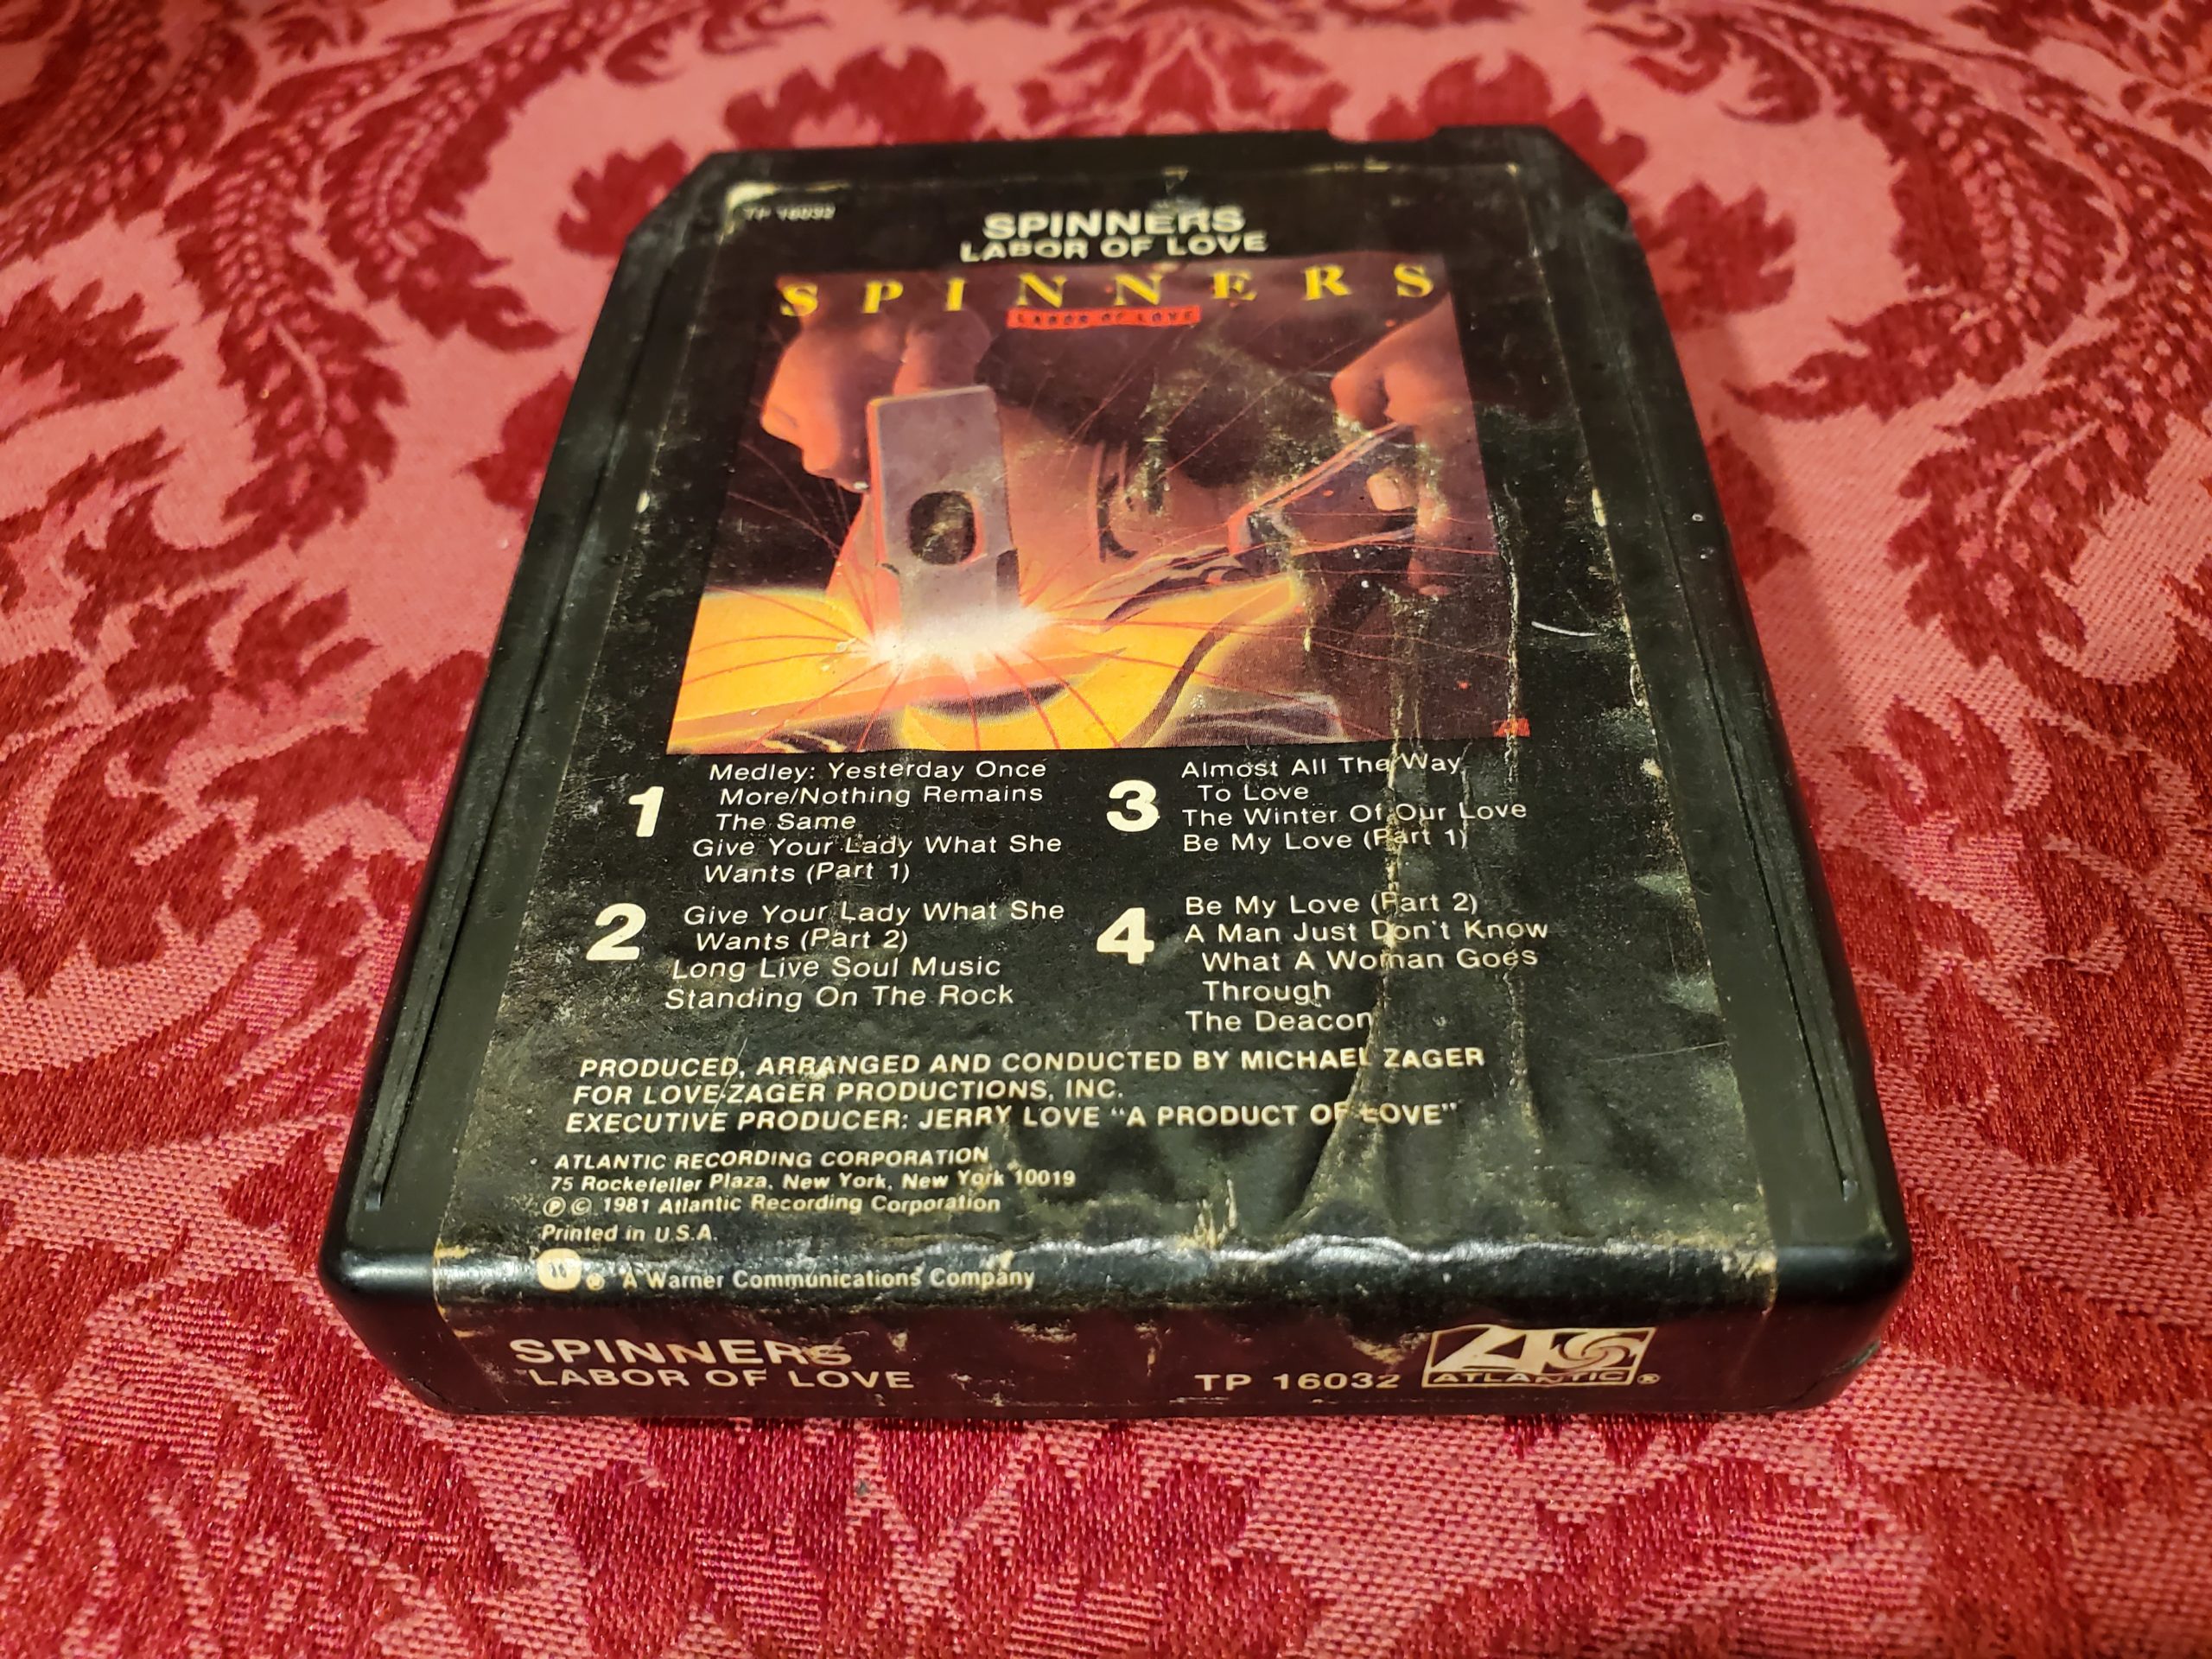 TP 16032
SPINNERS
LABOR OF LOVE
SPINNERS
LABOR OF LOVE
1
Medley: Yesterday Once
More/Nothing Remains
The Same
Give Your Lady What She
Wants (Part 1)
2
Give Your Lady What She
Wants (Part 2)
Long Live Soul Music
Standing On The Rock
3
Almost All The Way
To Love
The Winter Of Our Love
Be My Love (Part 1)
4
Be My Love (Part 2)
A Man Just Don't Know
What A Woman Goes
Through
The Deacon
PRODUCED, ARRANGED AND CONDUCTED BY MICHAEL ZAGER
FOR LOVE-ZAGER PRODUCTIONS, INC.
EXECUTIVE PRODUCER: JERRY LOVE "A PRODUCT OF LOVE"
ATLANTIC RECORDING CORPORATION
75 Rockefeller Plaza, New York, New York 10019
℗ © 1981 Atlantic Recording Corporation
Printed in U.S.A.
® A Warner Communications Company
SPINNERS
LABOR OF LOVE
TP 16032
ATLANTIC ®